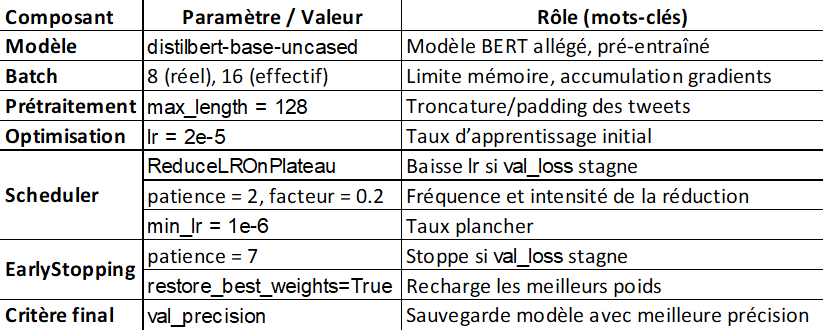 Composant Paramètre / Valeur Rôle (mots-clés)
Modèle distilbert-base-uncased Modèle BERT allégé, pré-entraîné
Batch 8 (réel), 16 (effectif) Limite mémoire, accumulation gradients
Prétraitement max_length = 128 Troncature/padding des tweets
Optimisation lr = 2e-5 Taux d’apprentissage initial
Scheduler ReduceLROnPlateau Baisse lr si val_loss stagne
patience = 2, facteur = 0.2 Fréquence et intensité de la réduction
min_lr = 1e-6 Taux plancher
EarlyStopping patience = 7 Stoppe si val_loss stagne
restore_best_weights=True Recharge les meilleurs poids
Critère final val_precision Sauvegarde modèle avec meilleure précision